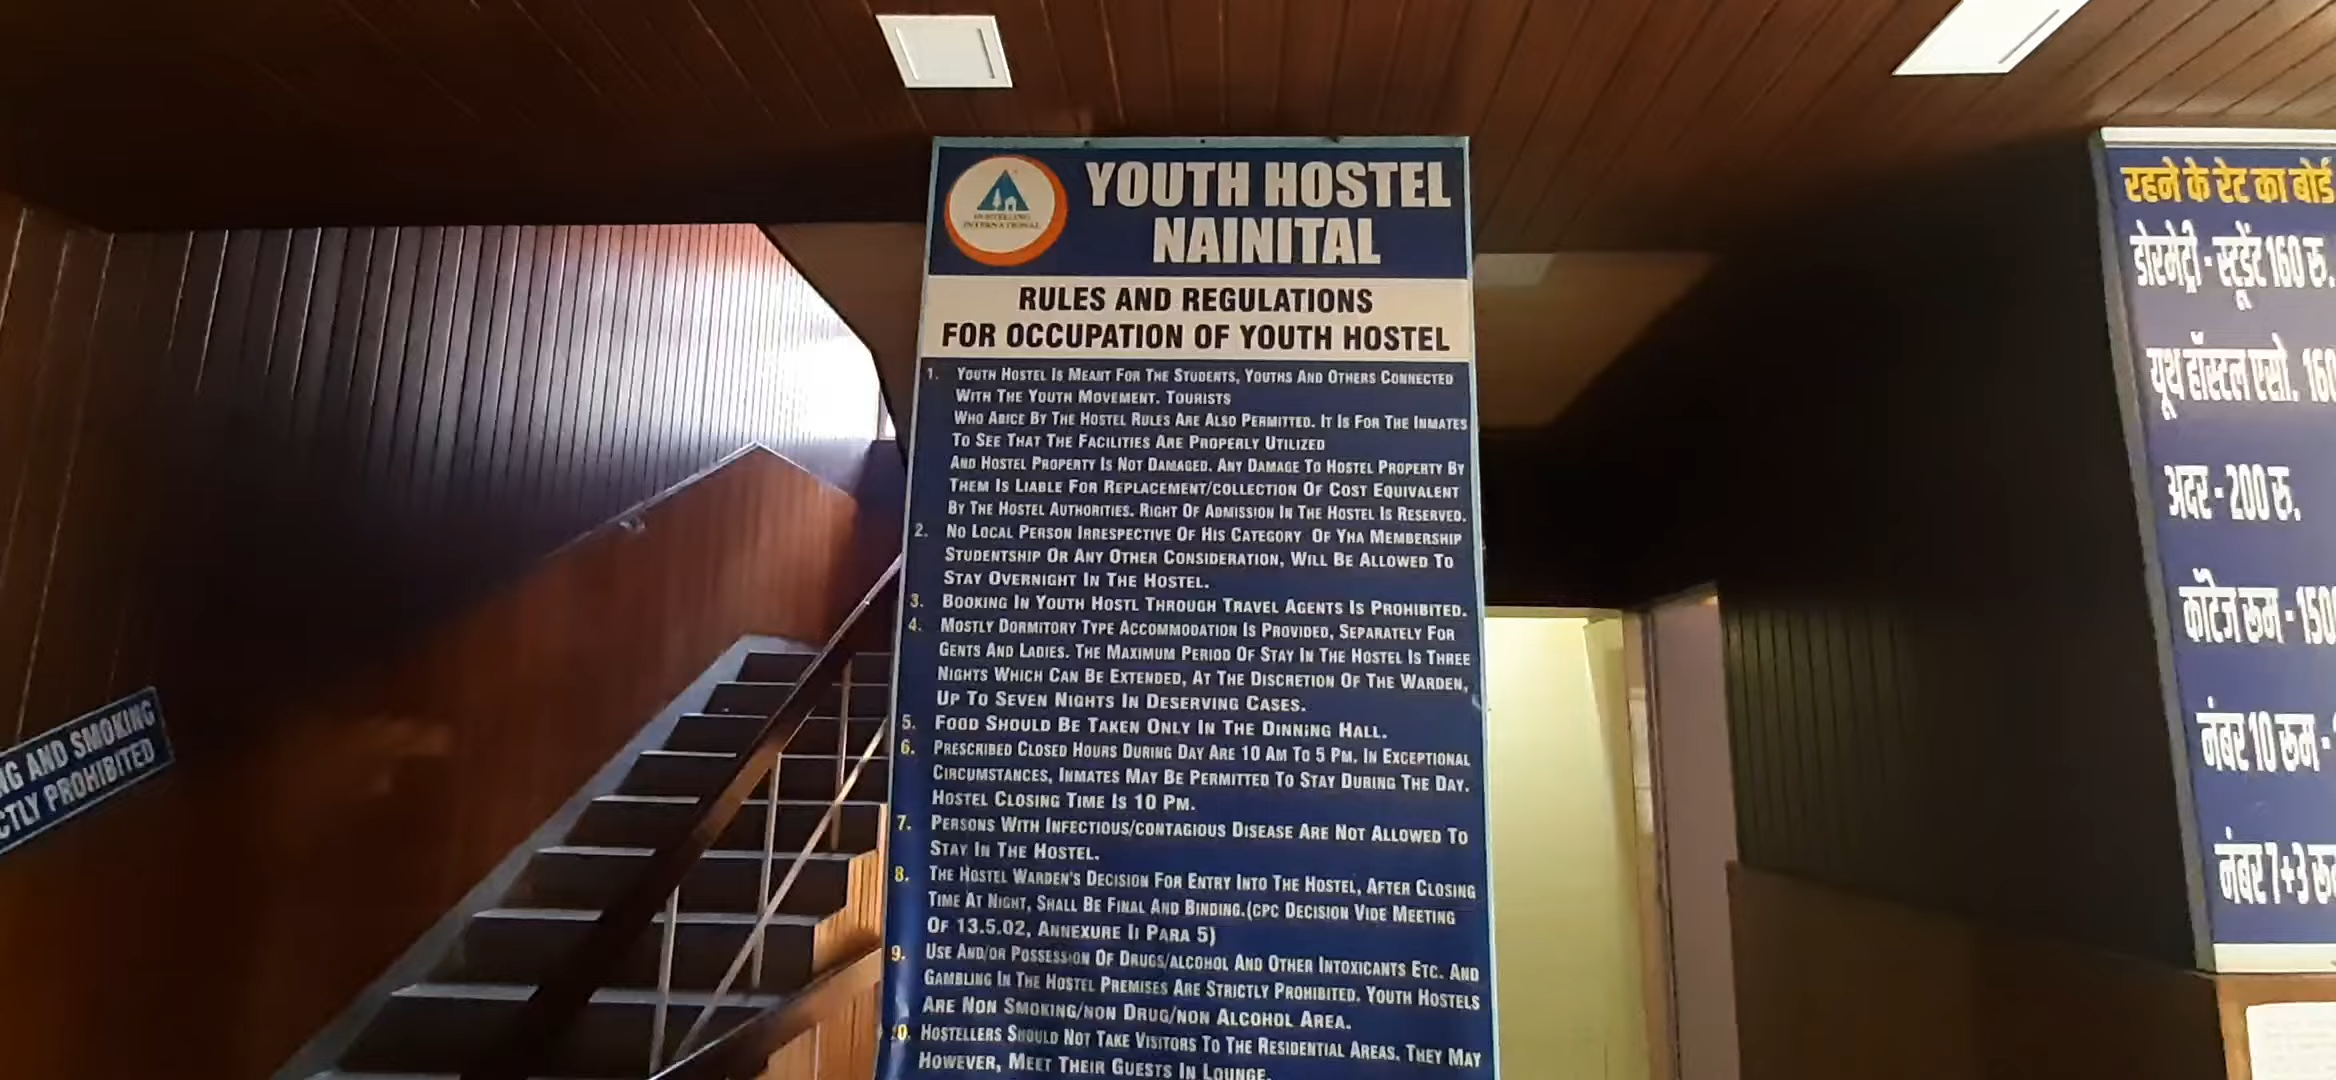 HOSTELLING
INTERNATIONAL
YOUTH HOSTEL
NAINITAL
RULES AND REGULATIONS
FOR OCCUPATION OF YOUTH HOSTEL
1. YOUTH HOSTEL IS MEANT FOR THE STUDENTS, YOUTHS AND OTHERS CONNECTED
WITH THE YOUTH MOVEMENT. TOURISTS
WHO ABICE BY THE HOSTEL RULES ARE ALSO PERMITTED. IT IS FOR THE INMATES
TO SEE THAT THE FACILITIES ARE PROPERLY UTILIZED
AND HOSTEL PROPERTY IS NOT DAMAGED. ANY DAMAGE TO HOSTEL PROPERTY BY
THEM IS LIABLE FOR REPLACEMENT/COLLECTION OF COST EQUIVALENT
BY THE HOSTEL AUTHORITIES. RIGHT OF ADMISSION IN THE HOSTEL IS RESERVED.
2. NO LOCAL PERSON IRRESPECTIVE OF HIS CATEGORY OF YHA MEMBERSHIP
STUDENTSHIP OR ANY OTHER CONSIDERATION, WILL BE ALLOWED TO
STAY OVERNIGHT IN THE HOSTEL.
3. BOOKING IN YOUTH HOSTL THROUGH TRAVEL AGENTS IS PROHIBITED.
4. MOSTLY DORMITORY TYPE ACCOMMODATION IS PROVIDED, SEPARATELY FOR
GENTS AND LADIES. THE MAXIMUM PERIOD OF STAY IN THE HOSTEL IS THREE
NIGHTS WHICH CAN BE EXTENDED, AT THE DISCRETION OF THE WARDEN,
UP TO SEVEN NIGHTS IN DESERVING CASES.
5. FOOD SHOULD BE TAKEN ONLY IN THE DINNING HALL.
6. PRESCRIBED CLOSED HOURS DURING DAY ARE 10 AM TO 5 PM. IN EXCEPTIONAL
CIRCUMSTANCES, INMATES MAY BE PERMITTED TO STAY DURING THE DAY.
HOSTEL CLOSING TIME IS 10 PM.
7. PERSONS WITH INFECTIOUS/CONTAGIOUS DISEASE ARE NOT ALLOWED TO
STAY IN THE HOSTEL.
8. THE HOSTEL WARDEN'S DECISION FOR ENTRY INTO THE HOSTEL, AFTER CLOSING
TIME AT NIGHT, SHALL BE FINAL AND BINDING.(CPC DECISION VIDE MEETING
OF 13.5.02, ANNEXURE II PARA 5)
9. USE AND/OR POSSESSION OF DRUGS/ALCOHOL AND OTHER INTOXICANTS ETC. AND
GAMBLING IN THE HOSTEL PREMISES ARE STRICTLY PROHIBITED. YOUTH HOSTELS
ARE NON SMOKING/NON DRUG/NON ALCOHOL AREA.
10. HOSTELLERS SHOULD NOT TAKE VISITORS TO THE RESIDENTIAL AREAS. THEY MAY
HOWEVER, MEET THEIR GUESTS IN LOUNGE.
AND SMOKING
PROHIBITED
रहने के रेट का बोर्ड
डोरमेट्री - स्टूडेंट 160 रु.
यूथ हॉस्टल एसो. 160
अदर - 200 रु.
कॉटेज रूम - 150
नंबर 10 रूम -
नंबर 7+3